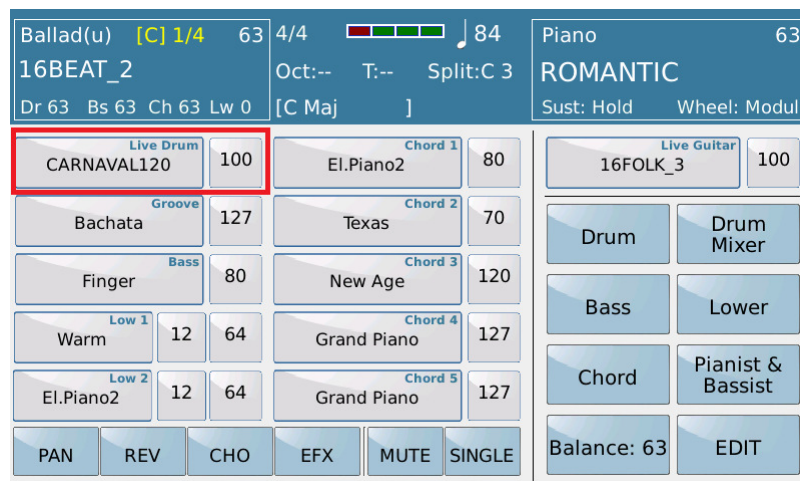 Ballad(u) [C] 1/4 63
16BEAT_2
Dr 63 Bs 63 Ch 63 Lw 0
4/4 84
Oct:-- T:-- Split:C 3
[C Maj ]
Piano 63
ROMANTIC
Sust: Hold Wheel: Modul
Live Drum
CARNAVAL120 100
Chord 1
El.Piano2 80
Live Guitar
16FOLK_3 100
Groove
Bachata 127
Chord 2
Texas 70
Drum
Drum
Mixer
Bass
Finger 80
Chord 3
New Age 120
Bass
Lower
Low 1
Warm 12 64
Chord 4
Grand Piano 127
Chord
Pianist &
Bassist
Low 2
El.Piano2 12 64
Chord 5
Grand Piano 127
PAN REV CHO EFX MUTE SINGLE
Balance: 63
EDIT